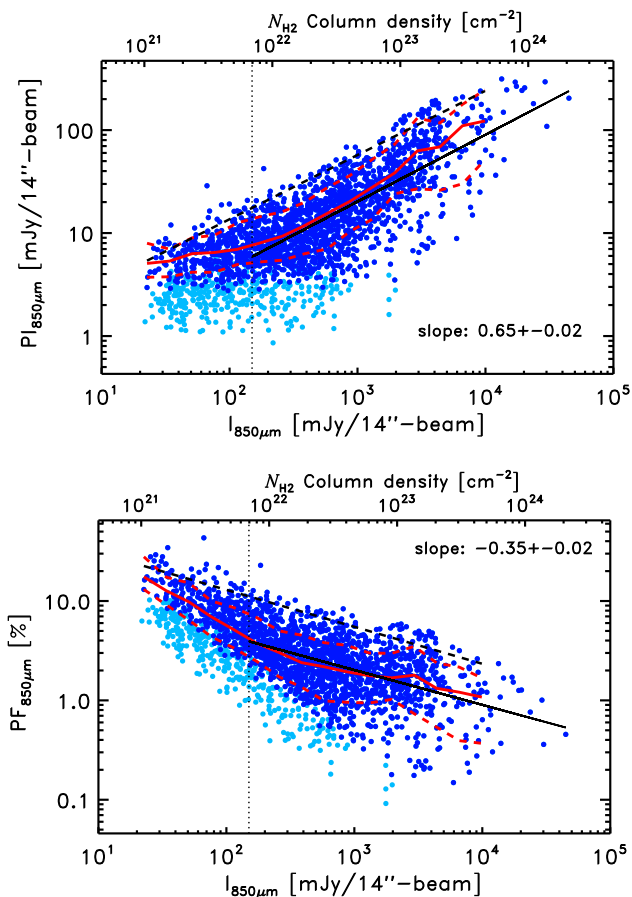 N_H2 Column density [cm^−2]
10^21 10^22 10^23 10^24
PI_850μm [mJy/14''−beam]
100
10
1
slope: 0.65+−0.02
10^1 10^2 10^3 10^4 10^5
I_850μm [mJy/14''−beam]
N_H2 Column density [cm^−2]
10^21 10^22 10^23 10^24
slope: −0.35+−0.02
PF_850μm [%]
10.0
1.0
0.1
10^1 10^2 10^3 10^4 10^5
I_850μm [mJy/14''−beam]